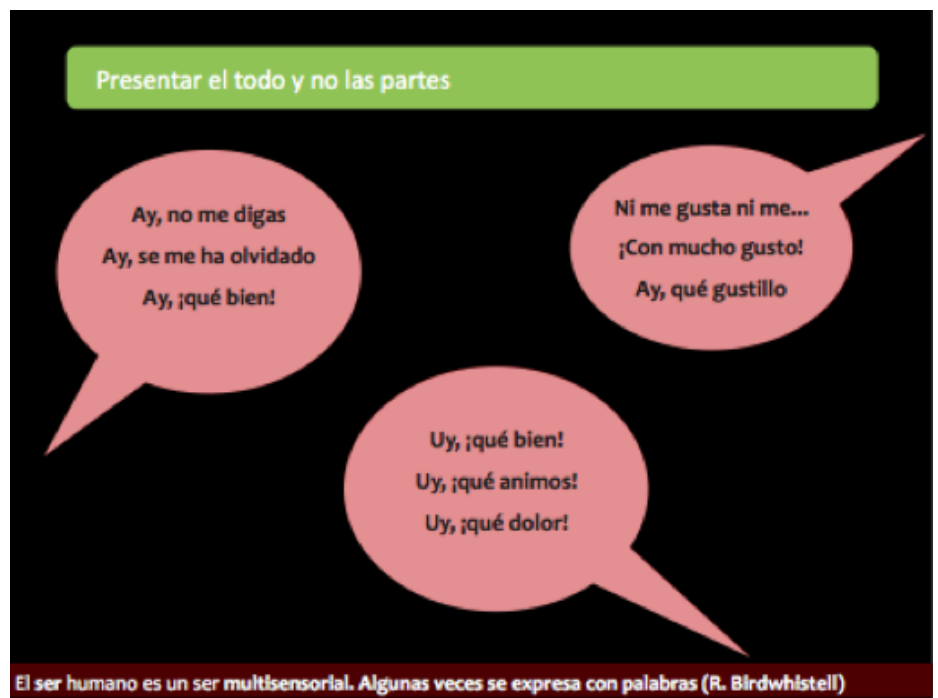 Presentar el todo y no las partes
Ay, no me digas
Ay, se me ha olvidado
Ay, ¡qué bien!
Ni me gusta ni me...
¡Con mucho gusto!
Ay, qué gustillo
Uy, ¡qué bien!
Uy, ¡qué animos!
Uy, ¡qué dolor!
El ser humano es un ser multisensorial. Algunas veces se expresa con palabras (R. Birdwhistell)